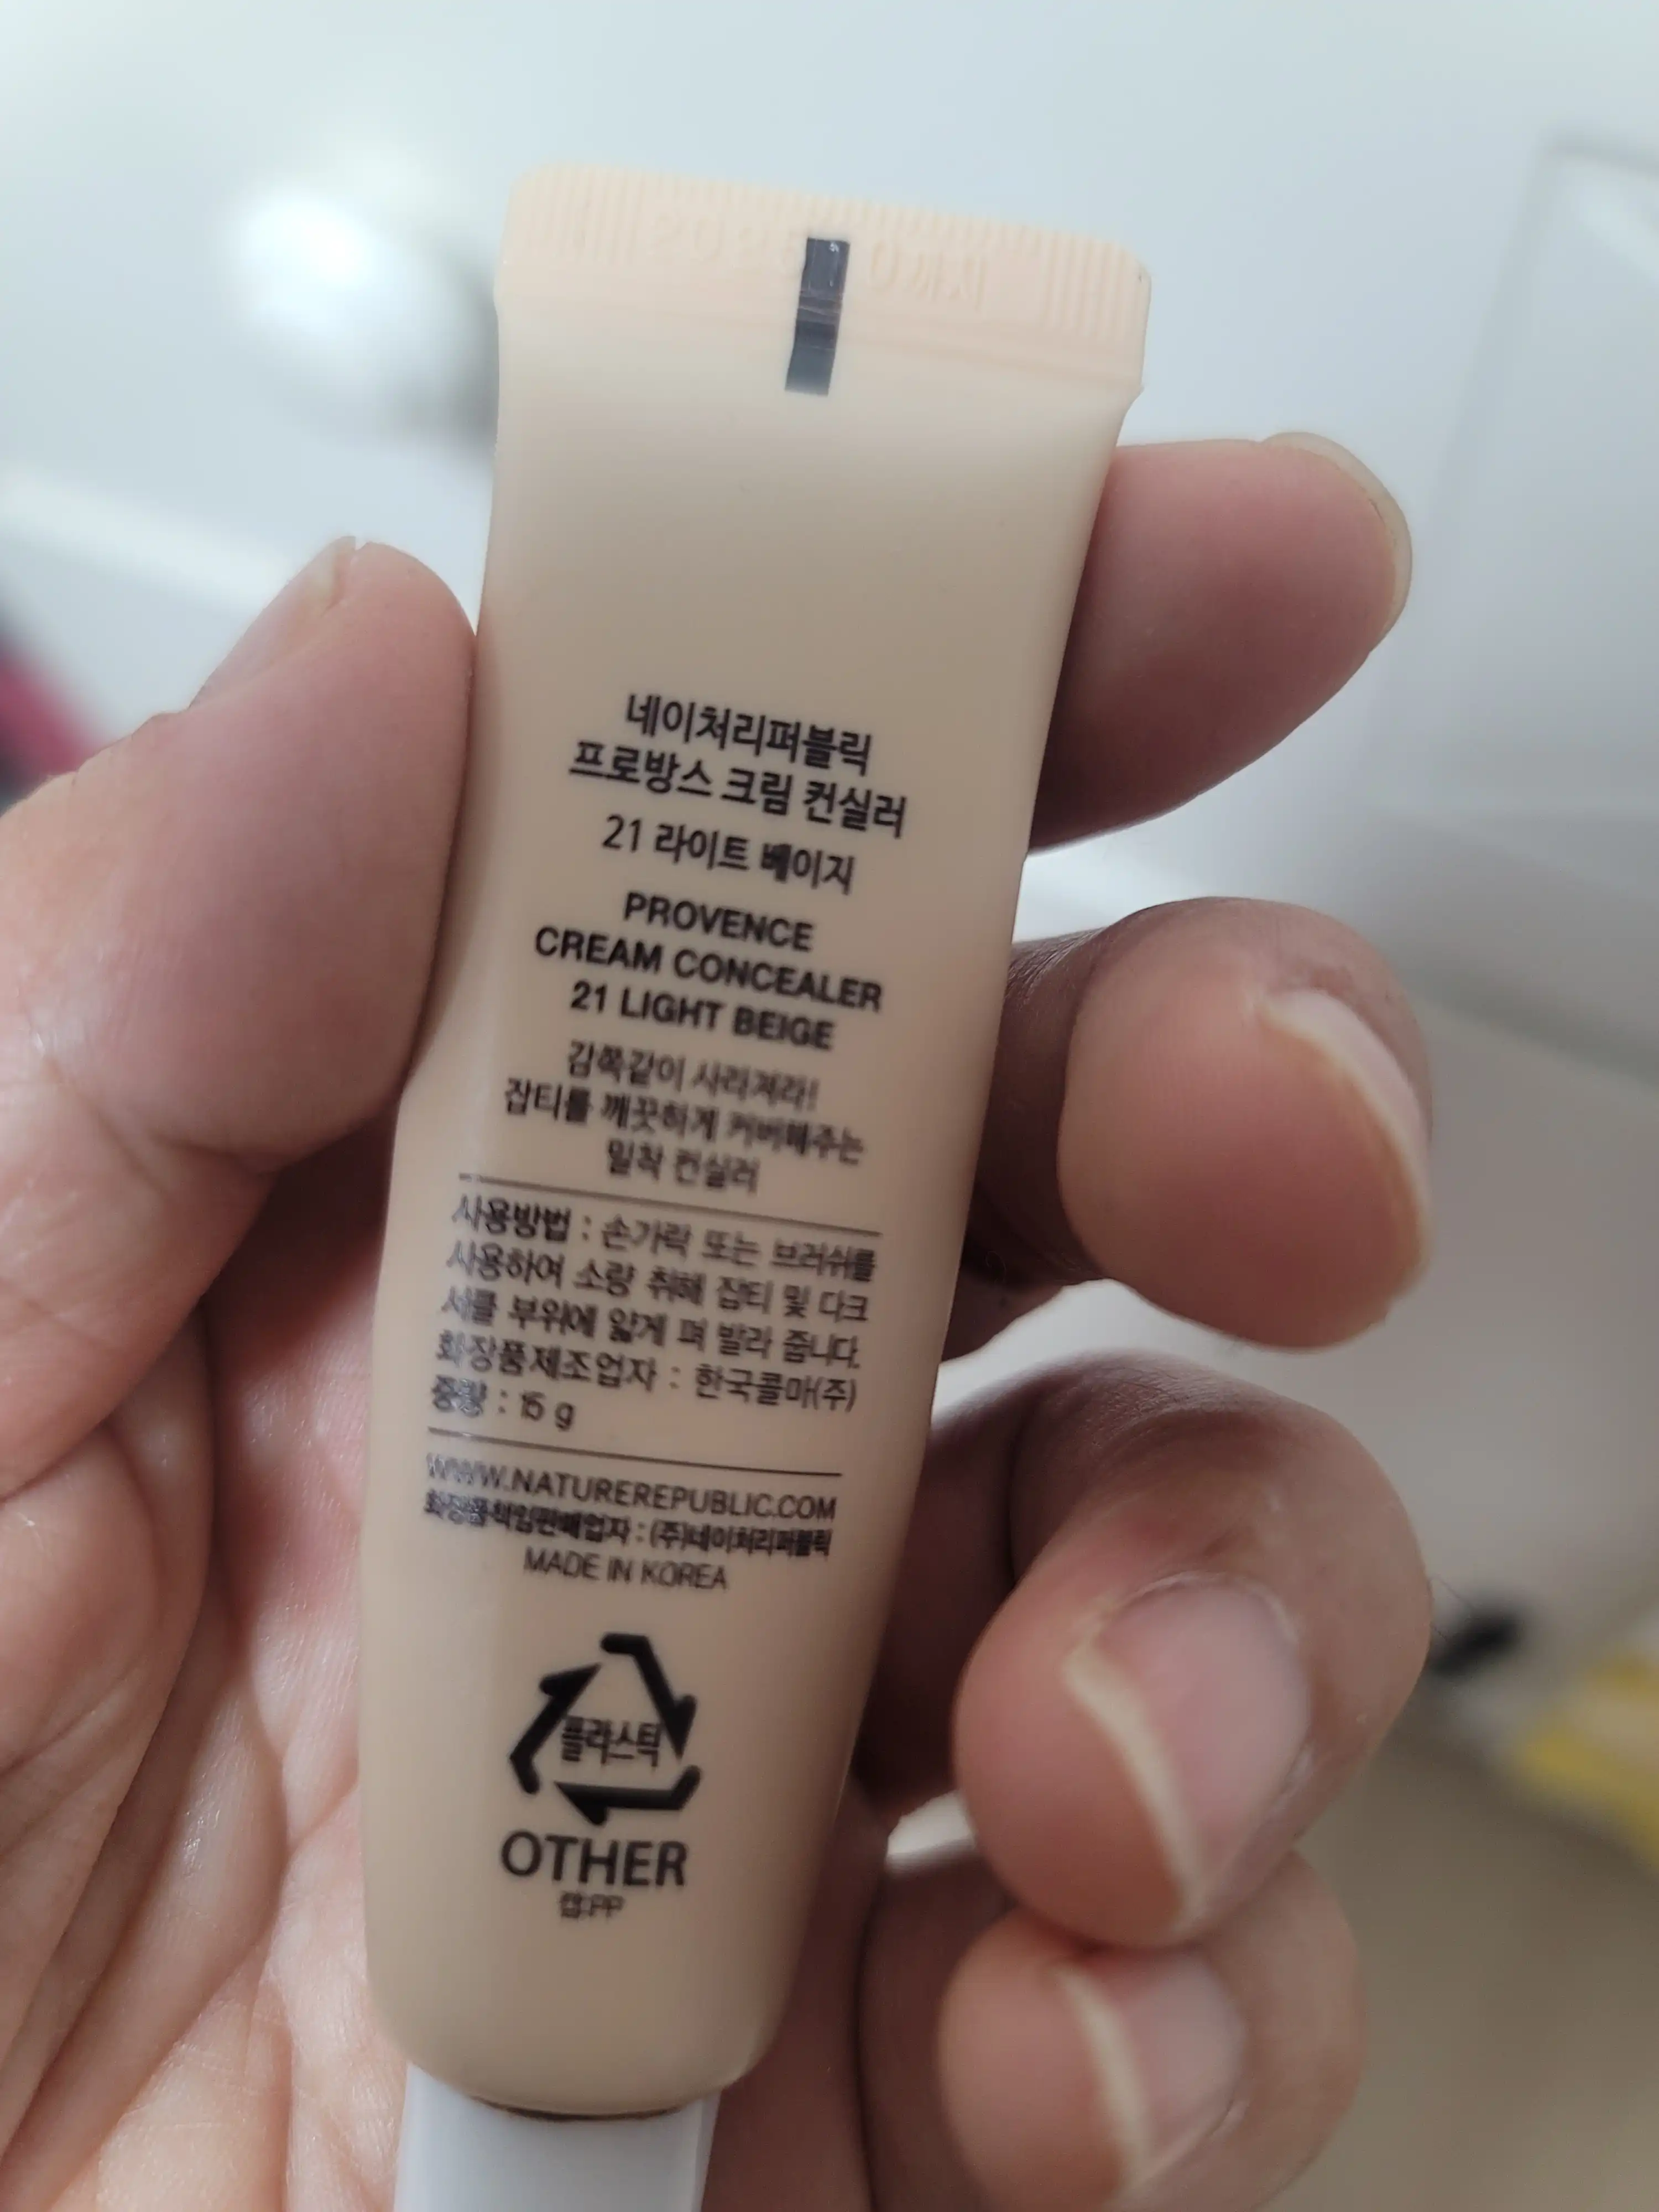 네이처리퍼블릭
프로방스 크림 컨실러
21 라이트 베이지
PROVENCE
CREAM CONCEALER
21 LIGHT BEIGE
감쪽같이 사라져라!
잡티를 깨끗하게 커버해주는
밀착 컨실러
사용방법 : 손가락 또는 브러쉬를
사용하여 소량 취해 잡티 및 다크
서클 부위에 얇게 펴 발라 줍니다.
화장품제조업자 : 한국콜마(주)
중량 : 15 g
WWW.NATUREREPUBLIC.COM
화장품책임판매업자 : (주)네이처리퍼블릭
MADE IN KOREA
플라스틱
OTHER
캡:PP